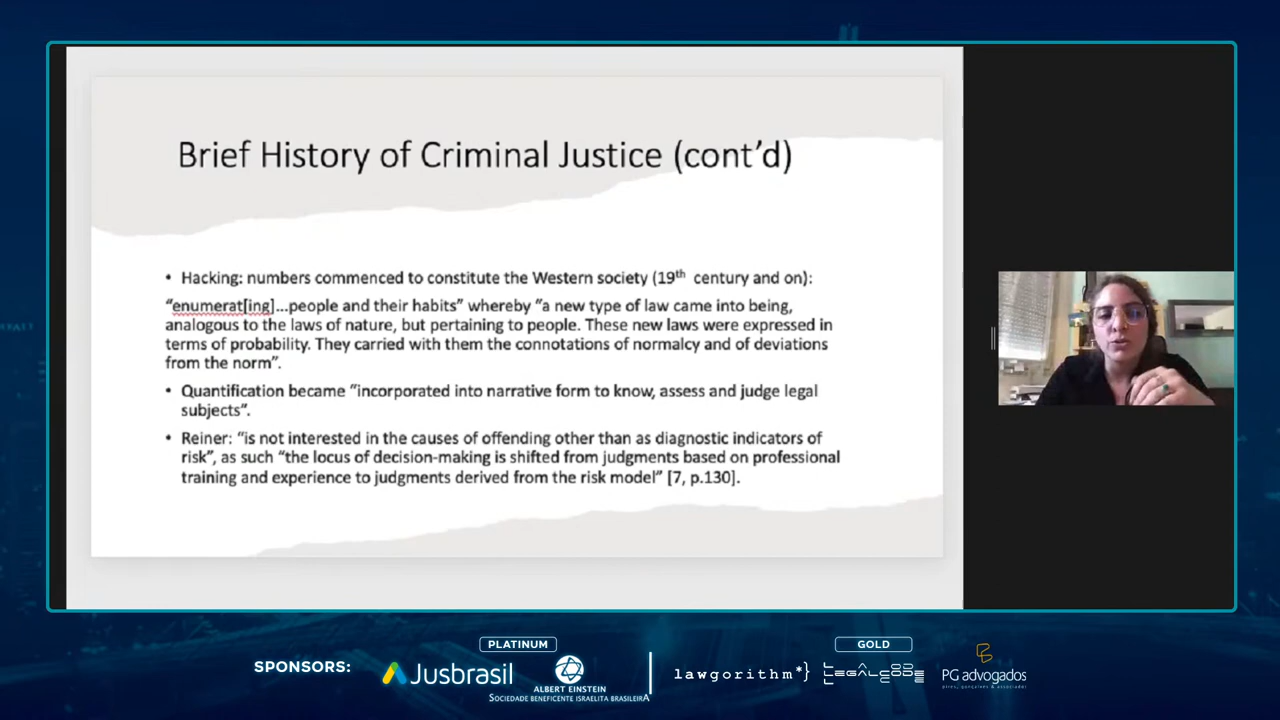 Brief History of Criminal Justice (cont’d)
• Hacking: numbers commenced to constitute the Western society (19th century and on):
“enumerat[ing]...people and their habits” whereby “a new type of law came into being,
analogous to the laws of nature, but pertaining to people. These new laws were expressed in
terms of probability. They carried with them the connotations of normalcy and of deviations
from the norm”.
• Quantification became “incorporated into narrative form to know, assess and judge legal
subjects”.
• Reiner: “is not interested in the causes of offending other than as diagnostic indicators of
risk”, as such “the locus of decision-making is shifted from judgments based on professional
training and experience to judgments derived from the risk model” [7, p.130].
SPONSORS:
PLATINUM
Jusbrasil
ALBERT EINSTEIN
SOCIEDADE BENEFICENTE ISRAELITA BRASILEIRA
GOLD
lawgorithm*}
LEGALCODE
PG advogados